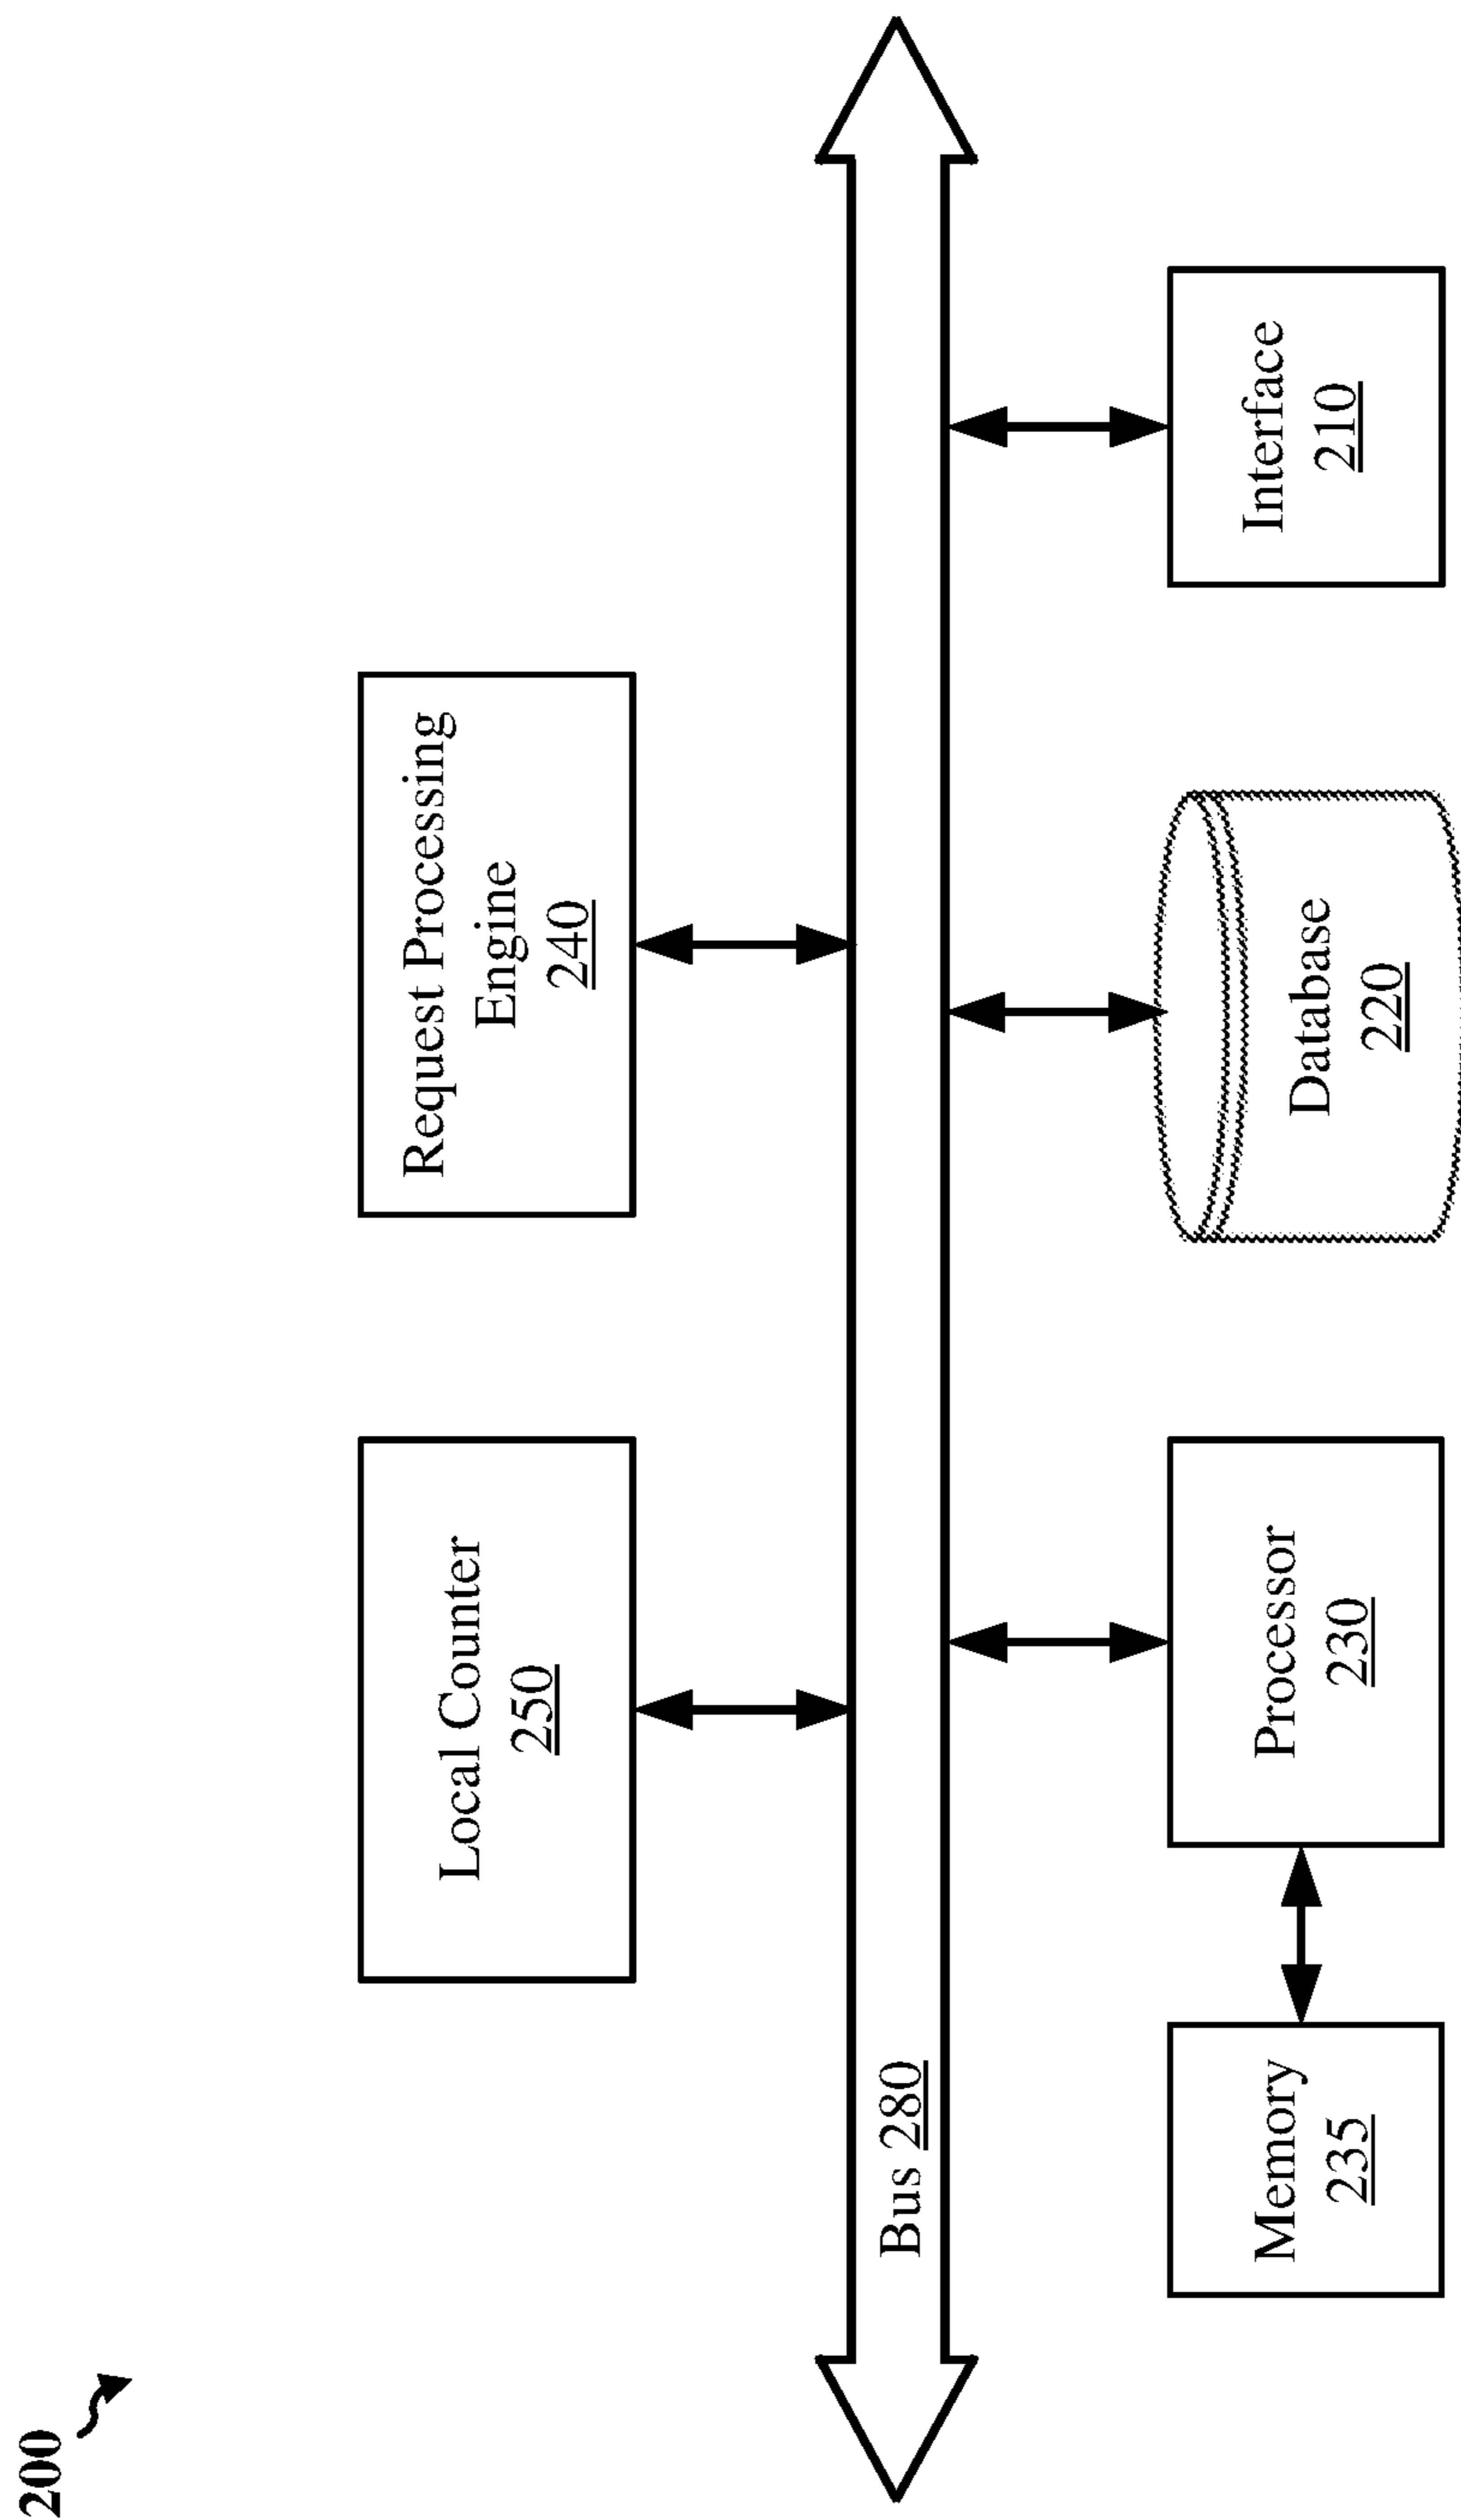 200
Local Counter
250
Request Processing
Engine
240
Bus 280
Memory
235
Processor
230
Database
220
Interface
210